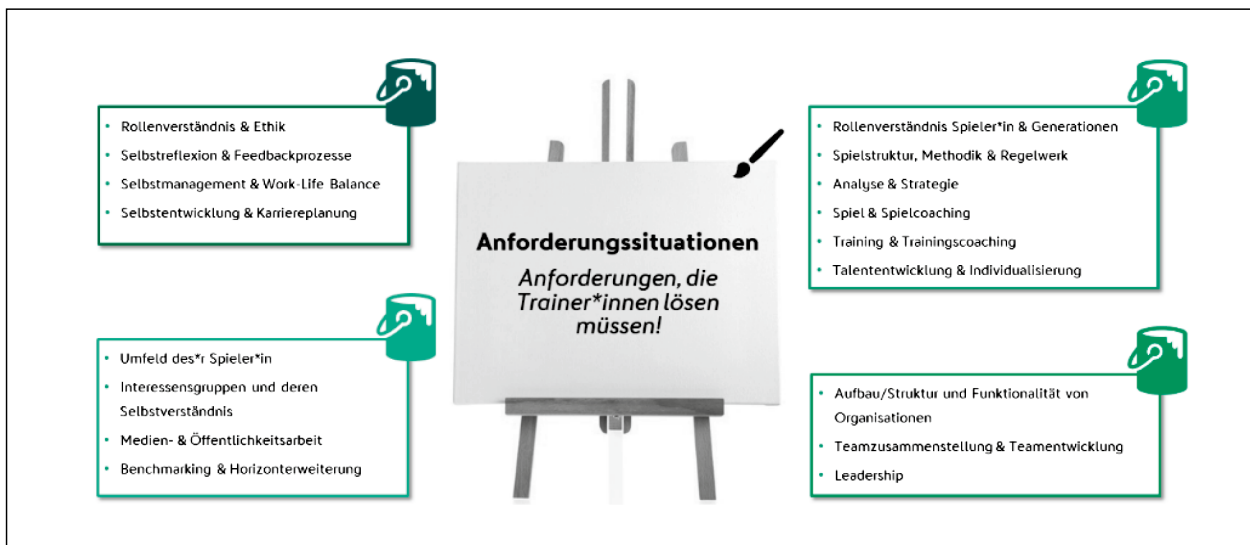 Rollenverständnis & Ethik
Selbstreflexion & Feedbackprozesse
Selbstmanagement & Work-Life Balance
Selbstentwicklung & Karriereplanung
Umfeld des*r Spieler*in
Interessensgruppen und deren
Selbstverständnis
Medien- & Öffentlichkeitsarbeit
Benchmarking & Horizonterweiterung
Anforderungssituationen
Anforderungen, die
Trainer*innen lösen
müssen!
Rollenverständnis Spieler*in & Generationen
Spielstruktur, Methodik & Regelwerk
Analyse & Strategie
Spiel & Spielcoaching
Training & Trainingscoaching
Talententwicklung & Individualisierung
Aufbau/Struktur und Funktionalität von
Organisationen
Teamzusammenstellung & Teamentwicklung
Leadership